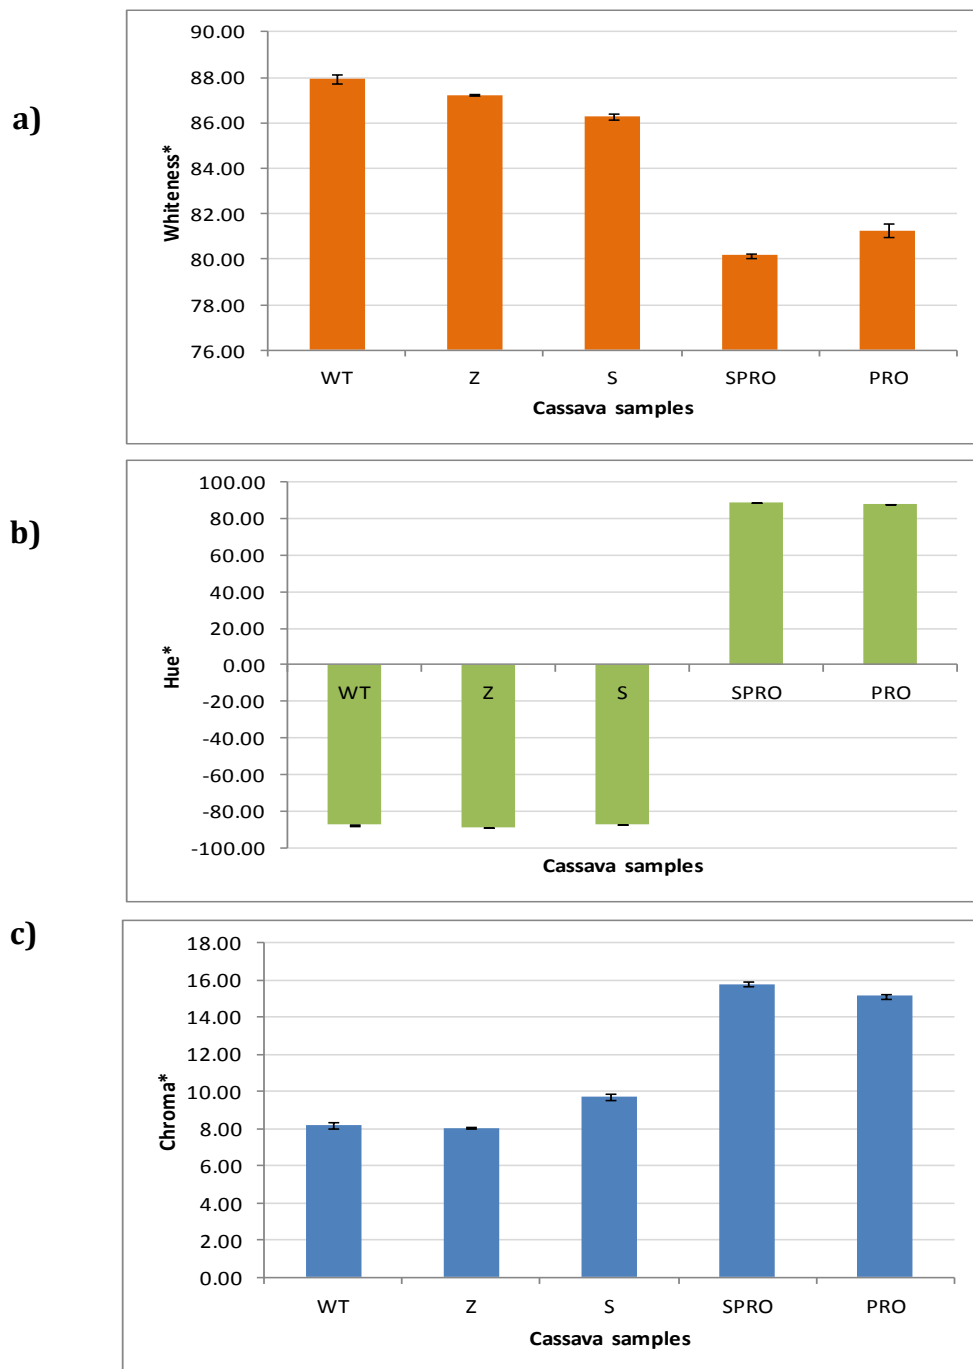 a)
Whiteness*
90.00
88.00
86.00
84.00
82.00
80.00
78.00
76.00
WT Z S SPRO PRO
Cassava samples
b)
Hue*
100.00
80.00
60.00
40.00
20.00
0.00
-20.00
-40.00
-60.00
-80.00
-100.00
WT Z S SPRO PRO
Cassava samples
c)
Chroma*
18.00
16.00
14.00
12.00
10.00
8.00
6.00
4.00
2.00
0.00
WT Z S SPRO PRO
Cassava samples